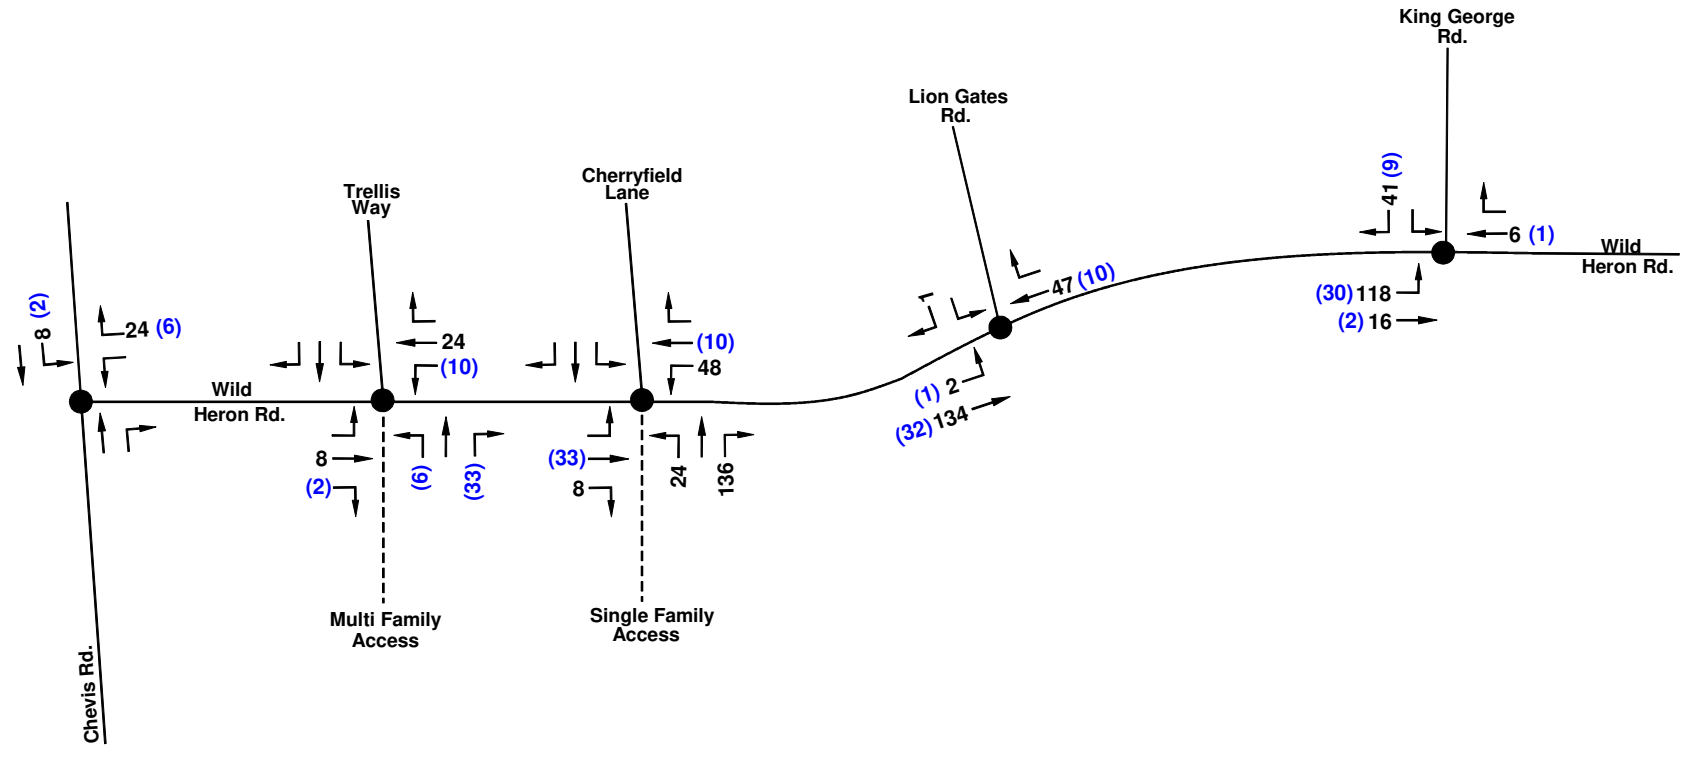 King George
Rd.
Lion Gates
Rd.
Cherryfield
Lane
Trellis
Way
41 (9)
6 (1)
Wild
Heron Rd.
(30) 118
(2) 16
47 (10)
1
(1) 2
(32) 134
8 (2)
24 (6)
24
(10)
(10)
48
Wild
Heron Rd.
8
(2)
(6)
(33)
(33)
8
24
136
Multi Family
Access
Single Family
Access
Chevis Rd.